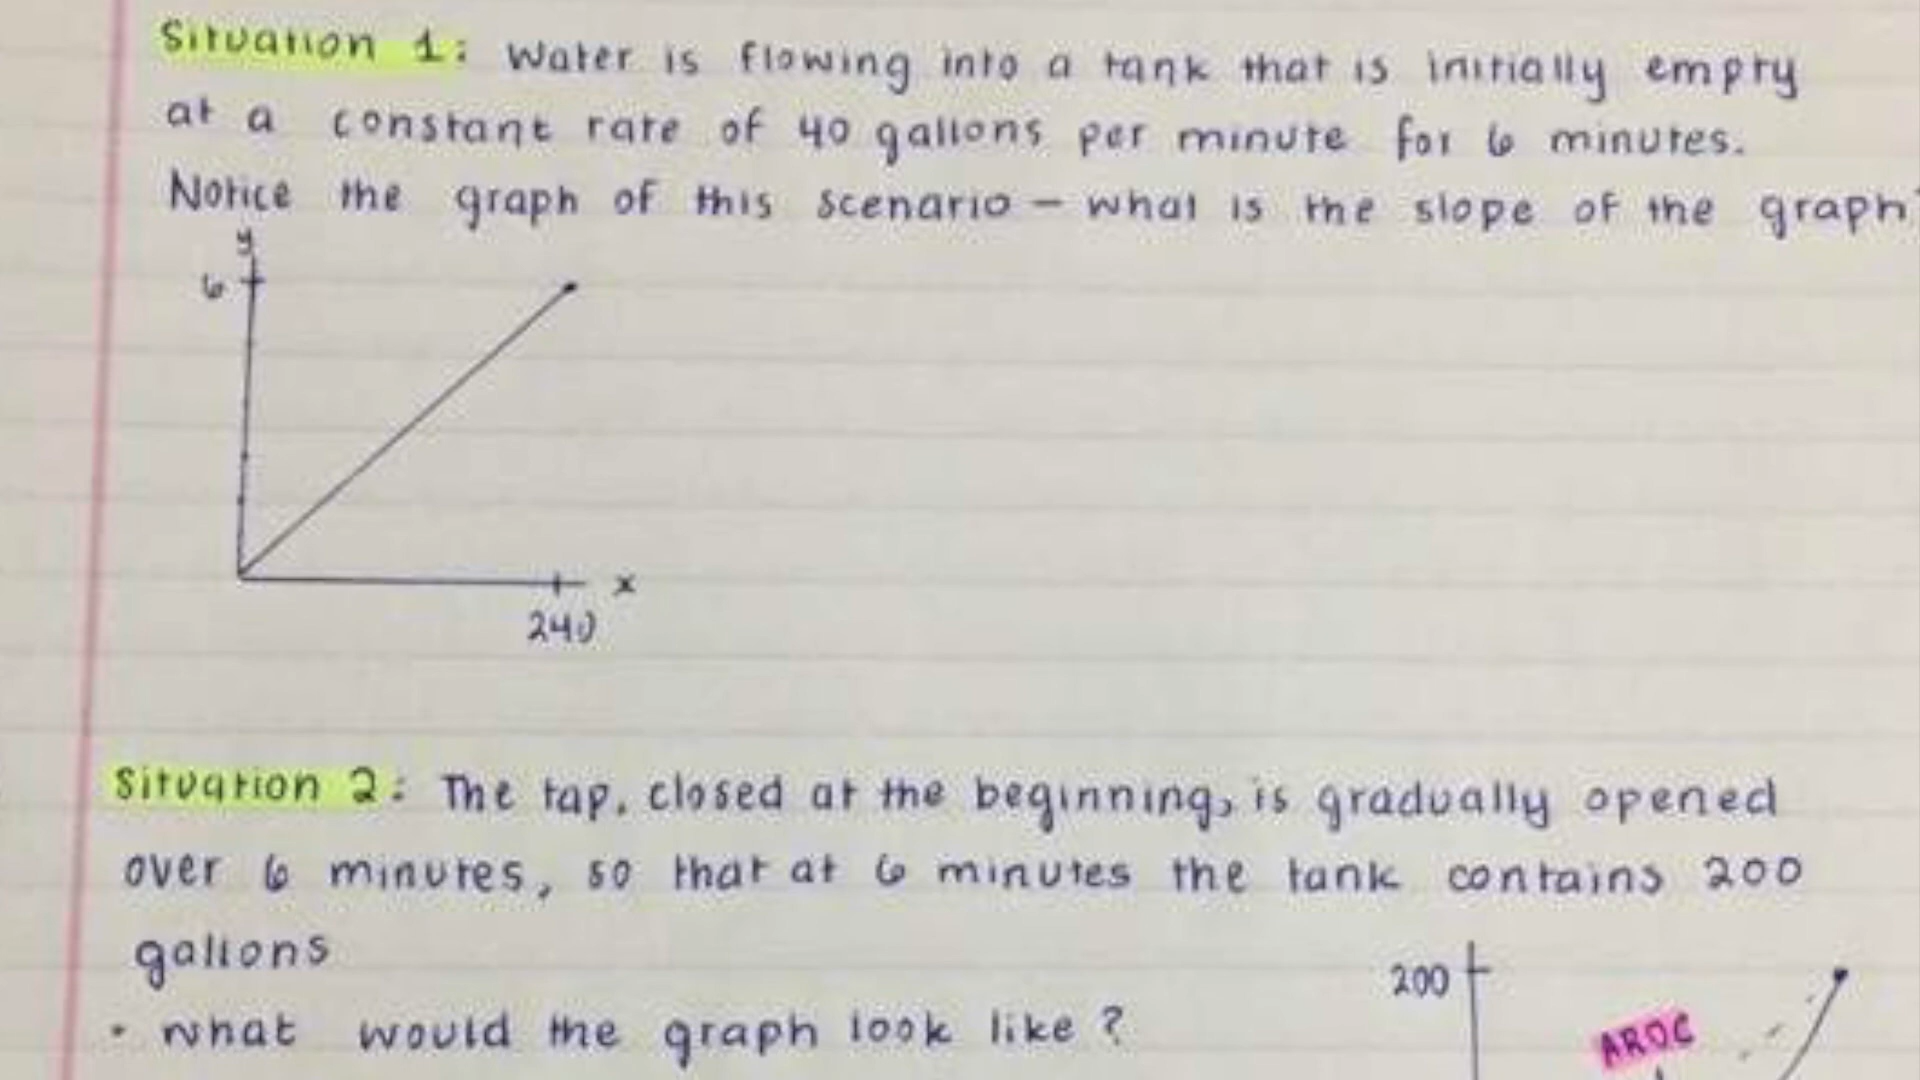 Situation 1: Water is flowing into a tank that is initially empty
at a constant rate of 40 gallons per minute for 6 minutes.
Notice the graph of this scenario – what is the slope of the graph?
y
6
x
240
Situation 2: The tap, closed at the beginning, is gradually opened
over 6 minutes, so that at 6 minutes the tank contains 200
gallons
200
• what would the graph look like?
AROC